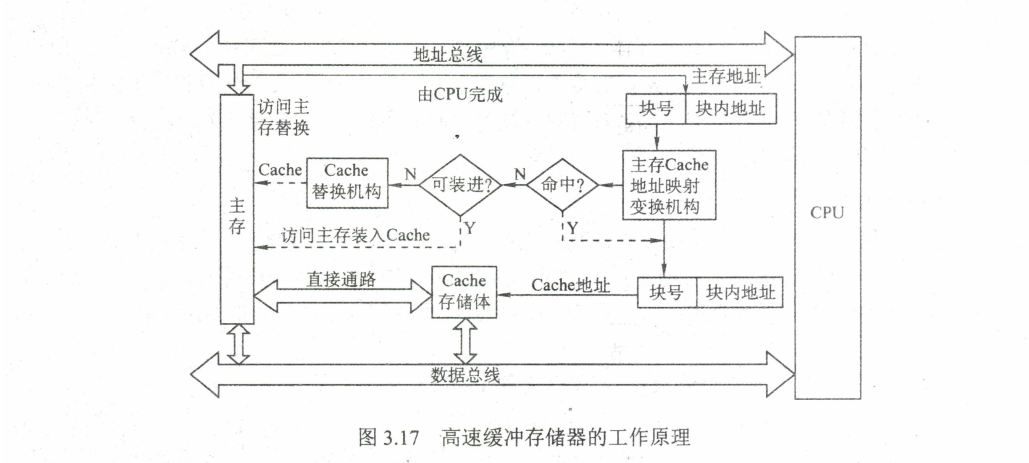 地址总线
主存地址
由CPU完成
块号
块内地址
访问主
存替换
Cache
Cache
替换机构
N
可装进?
N
命中?
主存Cache
地址映射
变换机构
CPU
主存
Y
Y
访问主存装入Cache
直接通路
Cache
存储体
Cache地址
块号
块内地址
数据总线
图 3.17 高速缓冲存储器的工作原理